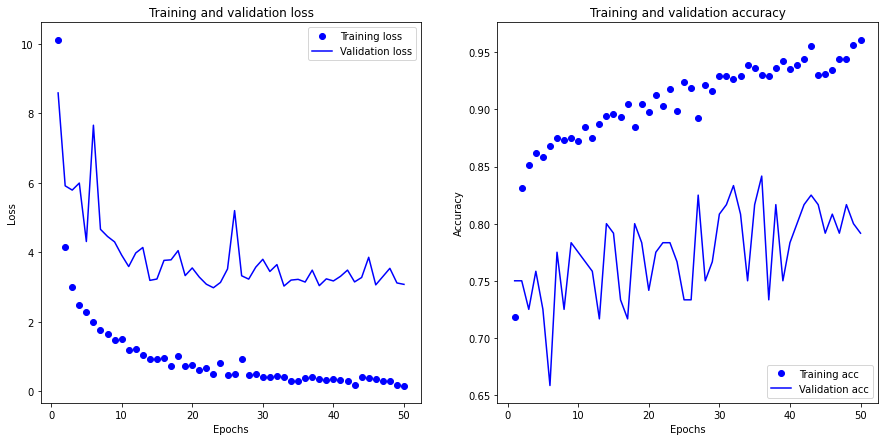 Training and validation loss
Training loss
Validation loss
10
8
6
4
2
0
Loss
0
10
20
30
40
50
Epochs
Training and validation accuracy
0.95
0.90
0.85
0.80
0.75
0.70
0.65
Accuracy
Training acc
Validation acc
0
10
20
30
40
50
Epochs